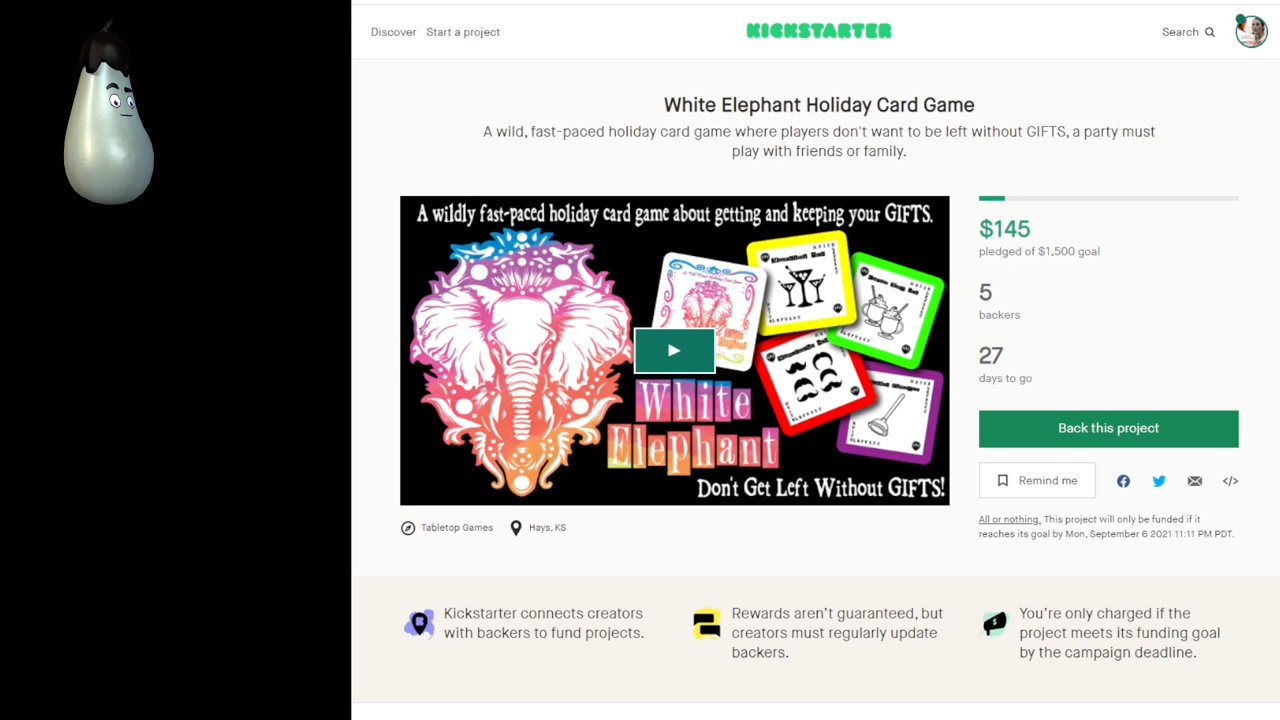 Discover Start a project
KICKSTARTER
Search
White Elephant Holiday Card Game
A wild, fast-paced holiday card game where players don't want to be left without GIFTS, a party must
play with friends or family.
A wildly fast-paced holiday card game about getting and keeping your GIFTS.
White
Elephant
Don't Get Left Without GIFTS!
$145
pledged of $1,500 goal
5
backers
27
days to go
Back this project
Remind me
All or nothing. This project will only be funded if it
reaches its goal by Mon, September 6 2021 11:11 PM PDT.
Tabletop Games Hays, KS
Kickstarter connects creators
with backers to fund projects.
Rewards aren't guaranteed, but
creators must regularly update
backers.
You're only charged if the
project meets its funding goal
by the campaign deadline.